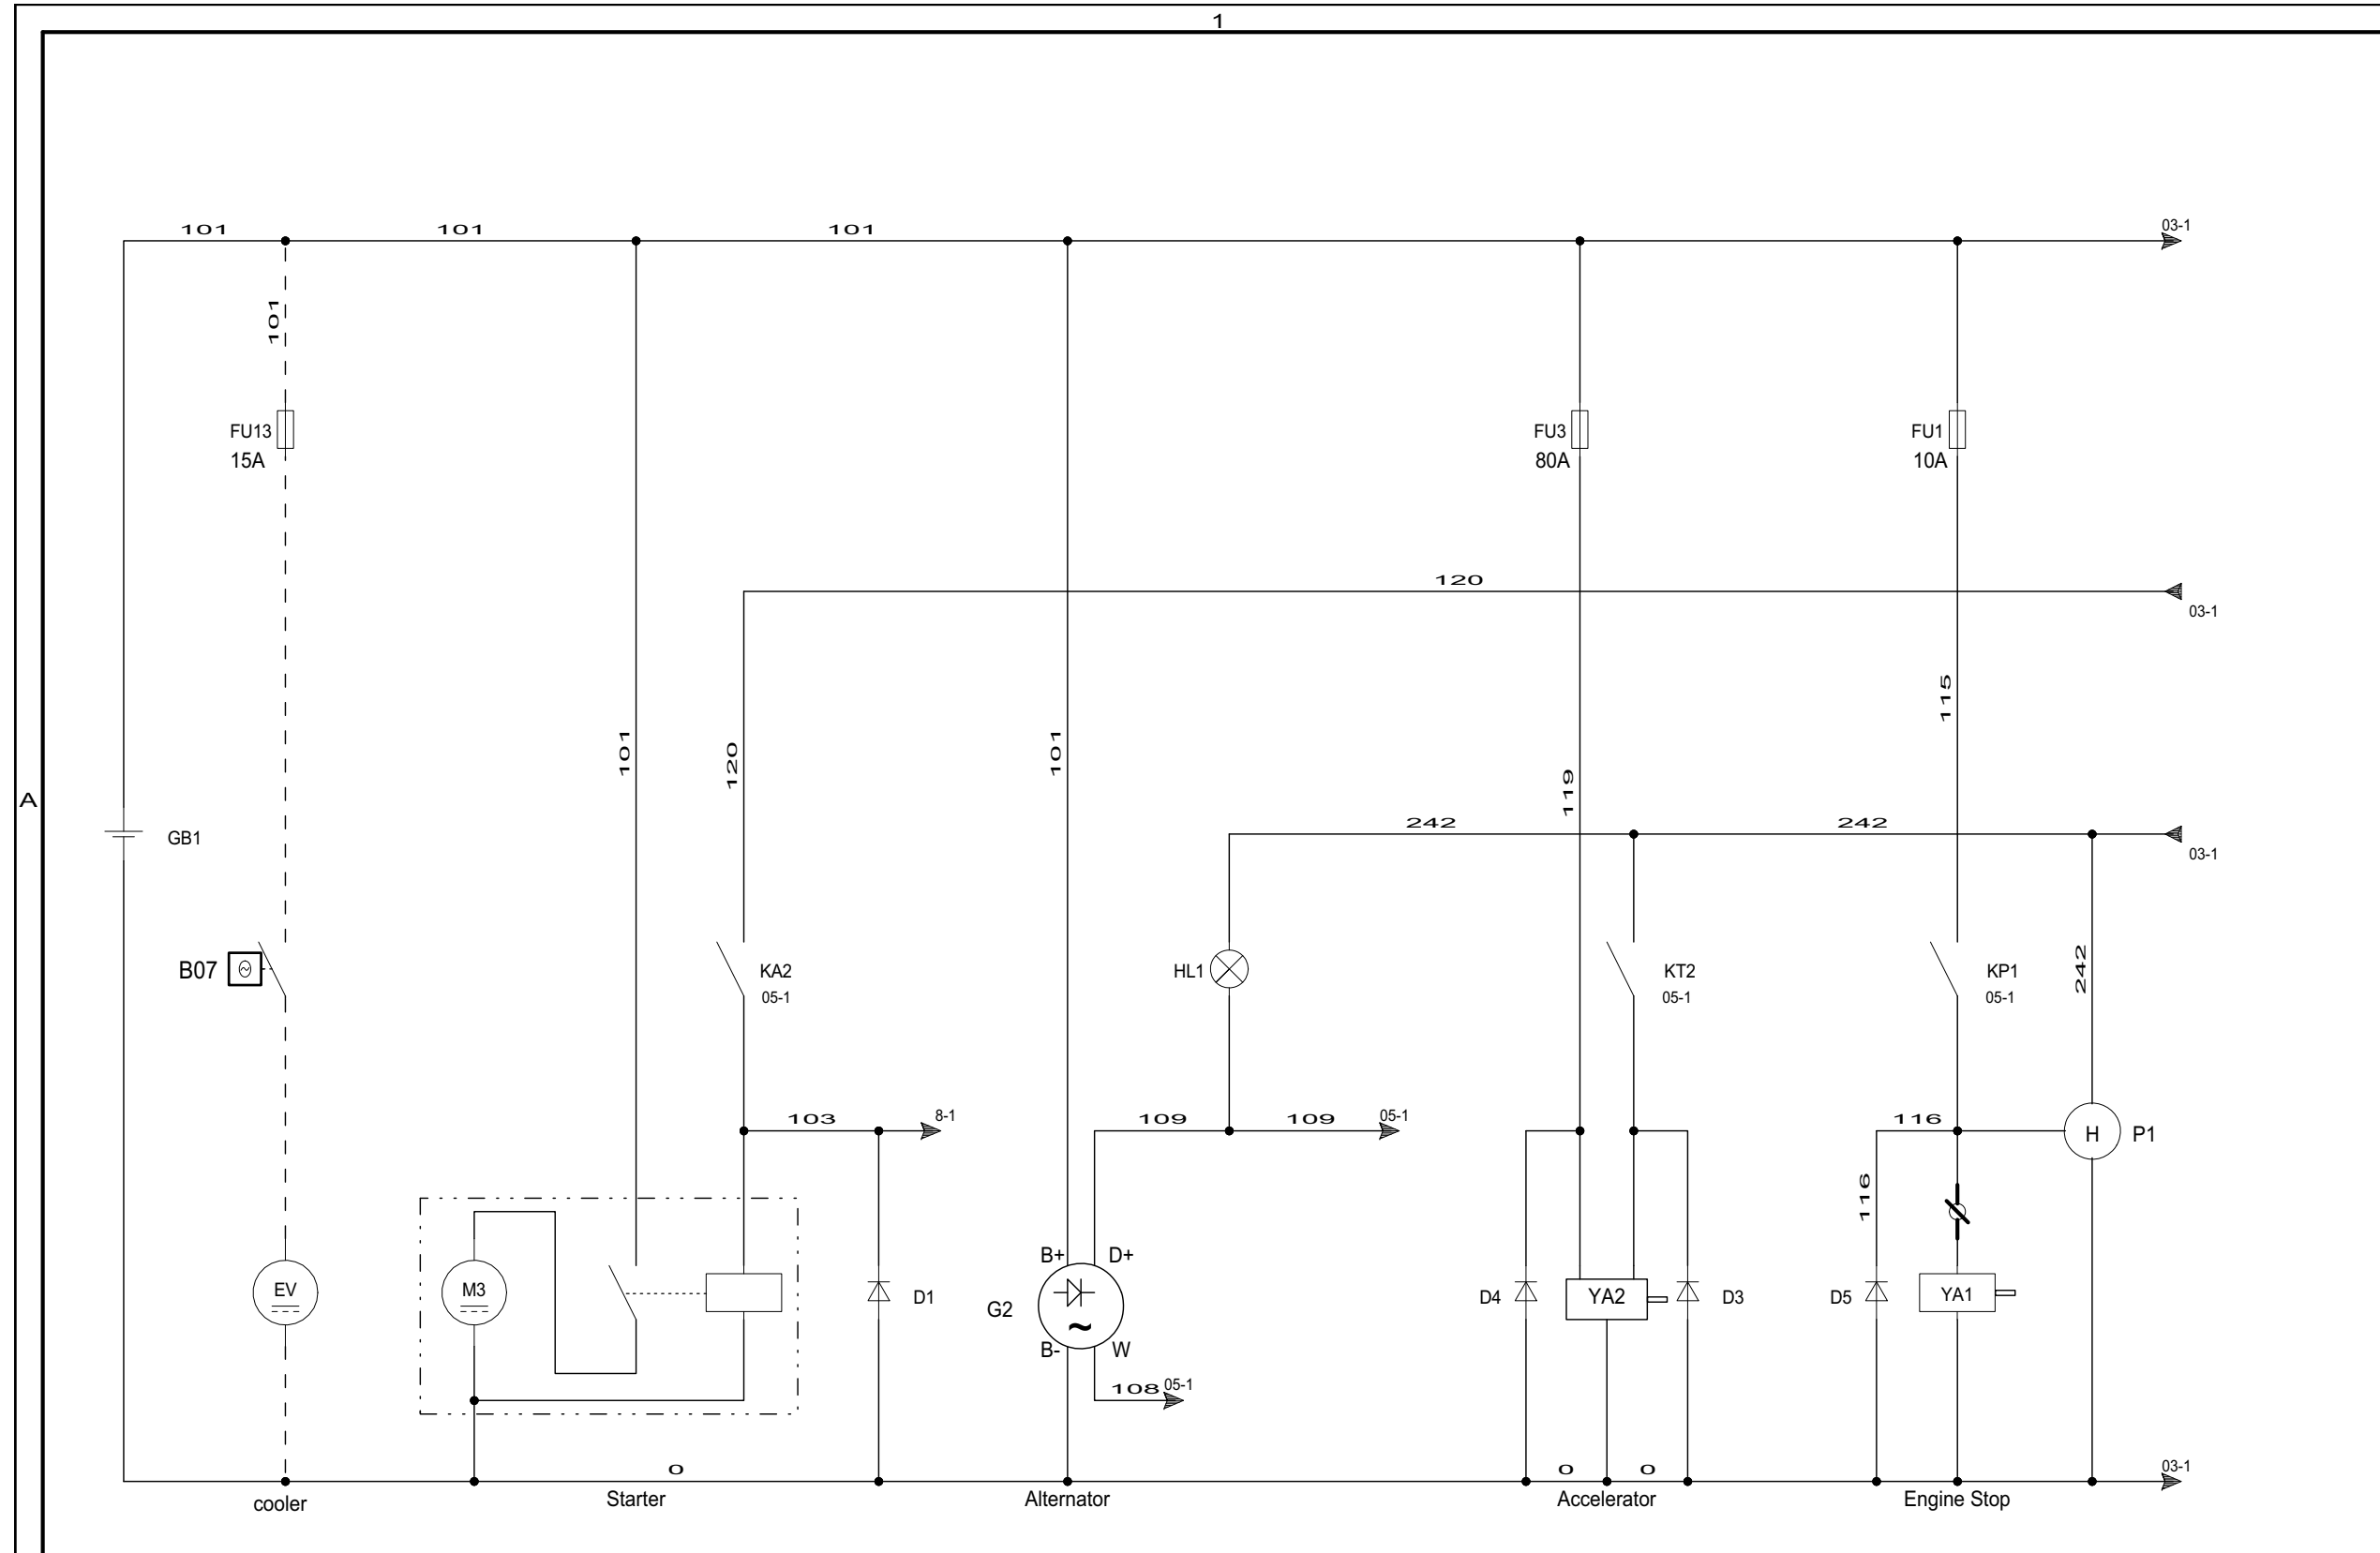 1
101 101 101 03-1
101
FU13
15A
FU3
80A
FU1
10A
120
03-1
115
101 120 101 119
A
GB1
242 242
03-1
B07
KA2
05-1
HL1
KT2
05-1
KP1
05-1
242
103 8-1
109 109 05-1
116
H P1
116
B+ D+
EV
M3
D1
G2
D4 YA2 D3
D5 YA1
B- W
108 05-1
0 0 0 03-1
cooler Starter Alternator Accelerator Engine Stop